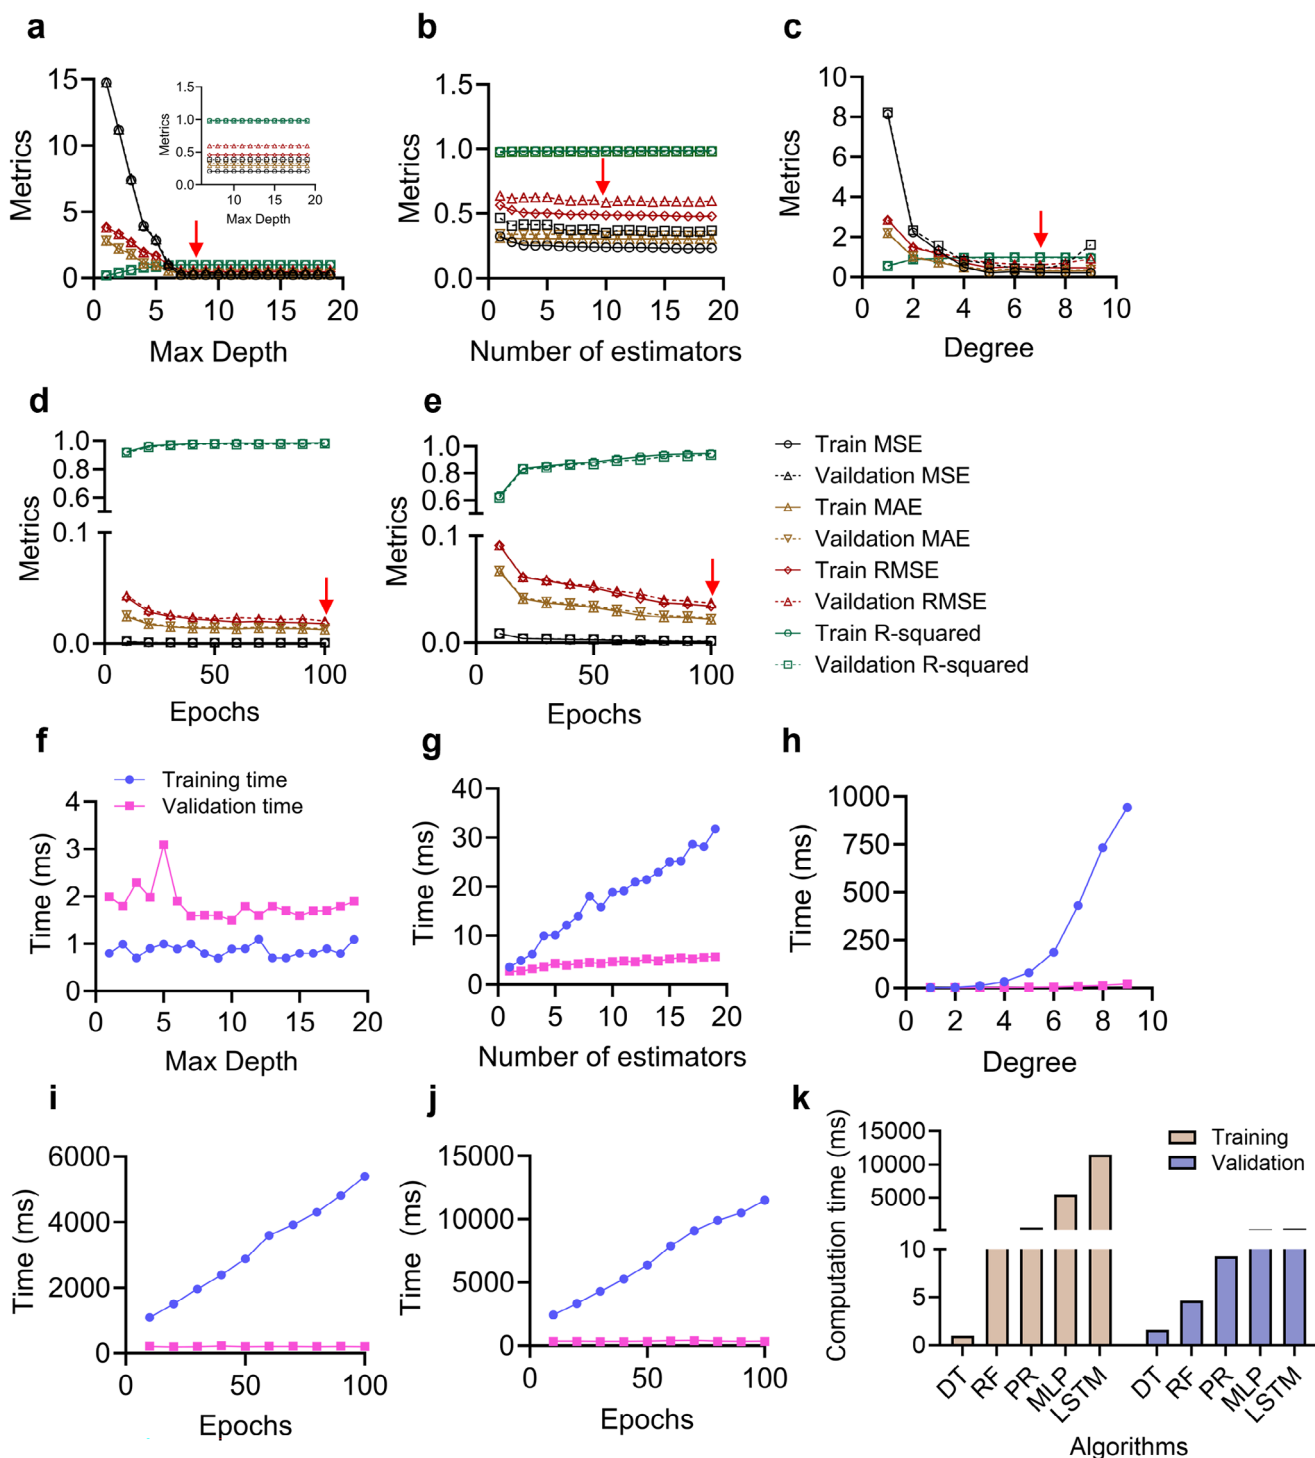 a
15
10
5
0
Metrics
0
5
10
15
20
Max Depth
1.5
1.0
0.5
0.0
Metrics
10
15
20
Max Depth
b
1.5
1.0
0.5
0.0
Metrics
0
5
10
15
20
Number of estimators
c
10
8
6
4
2
0
Metrics
0
2
4
6
8
10
Degree
d
1.0
0.8
0.6
0.1
0.0
Metrics
0
50
100
Epochs
e
1.0
0.8
0.6
0.1
0.0
Metrics
0
50
100
Epochs
Train MSE
Vaildation MSE
Train MAE
Vaildation MAE
Train RMSE
Vaildation RMSE
Train R-squared
Vaildation R-squared
f
Training time
Validation time
4
3
2
1
0
Time (ms)
0
5
10
15
20
Max Depth
g
40
30
20
10
0
Time (ms)
0
5
10
15
20
Number of estimators
h
1000
750
500
250
0
Time (ms)
0
2
4
6
8
10
Degree
i
6000
4000
2000
0
Time (ms)
0
50
100
Epochs
j
15000
10000
5000
0
Time (ms)
0
50
100
Epochs
k
Training
Validation
15000
10000
5000
10
5
0
Computation time (ms)
DT
RF
PR
MLP
LSTM
DT
RF
PR
MLP
LSTM
Algorithms